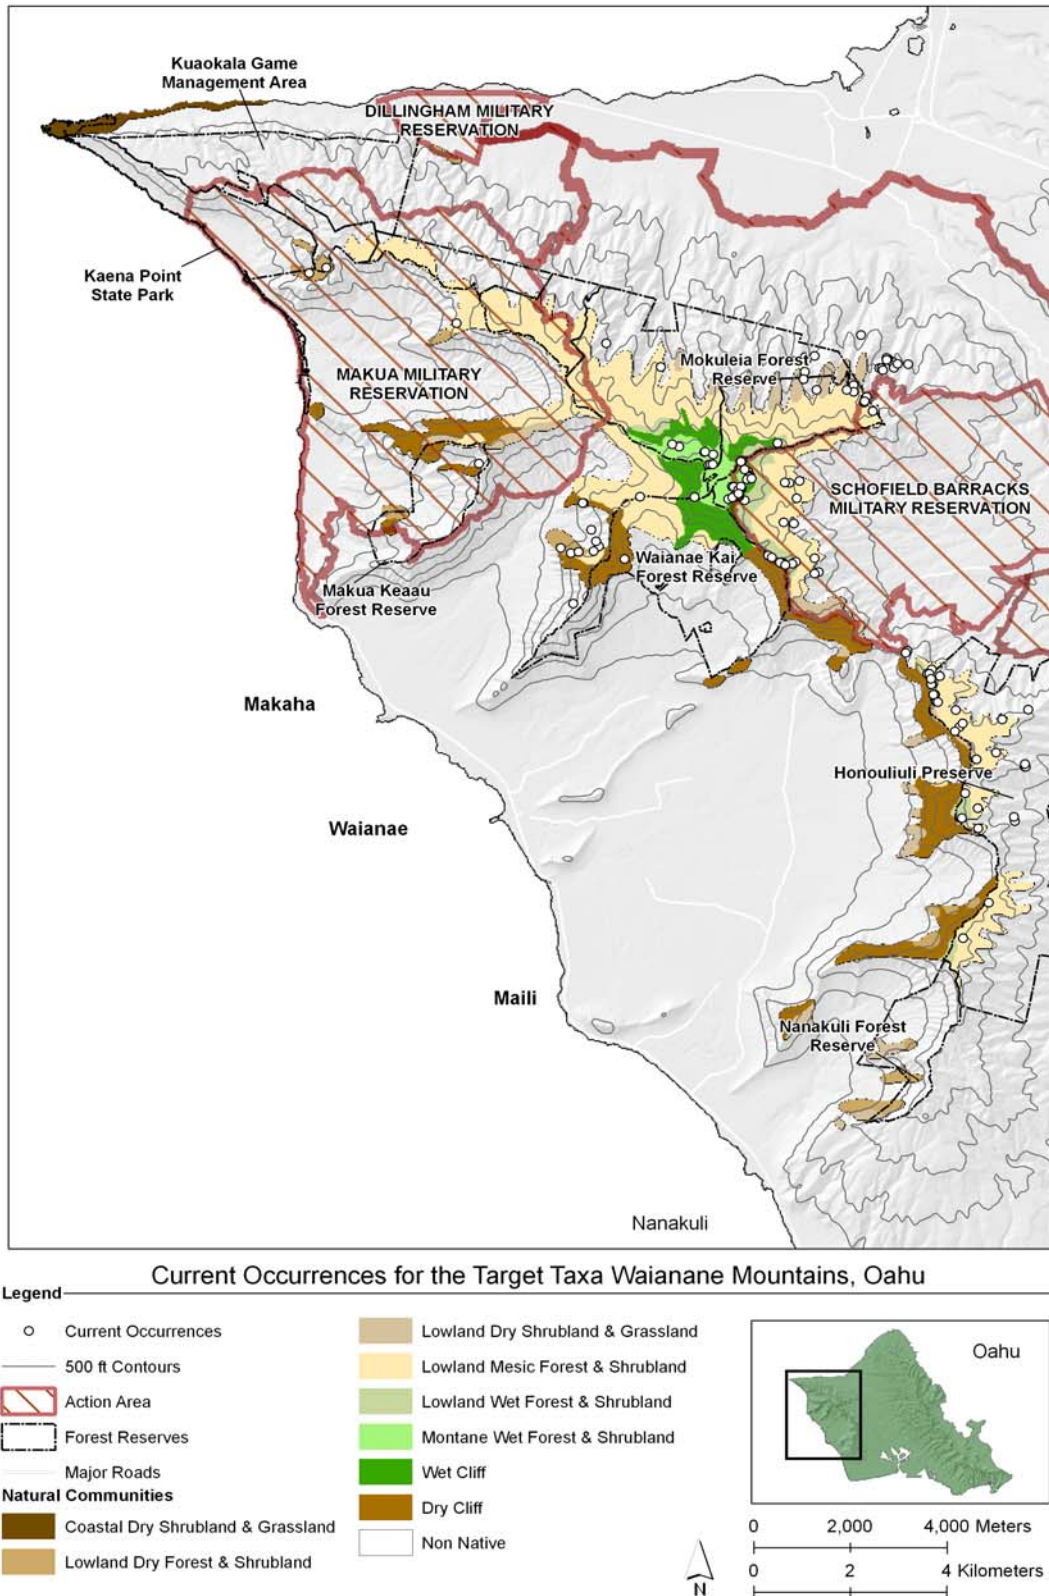 Kuaokala Game
Management Area
DILLINGHAM MILITARY
RESERVATION
Kaena Point
State Park
MAKUA MILITARY
RESERVATION
Mokuleia Forest
Reserve
SCHOFIELD BARRACKS
MILITARY RESERVATION
Waianae Kai
Forest Reserve
Makua Keaau
Forest Reserve
Makaha
Honouliuli Preserve
Waianae
Maili
Nanakuli Forest
Reserve
Nanakuli
Current Occurrences for the Target Taxa Waianane Mountains, Oahu
Legend
Current Occurrences
500 ft Contours
Action Area
Forest Reserves
Major Roads
Natural Communities
Coastal Dry Shrubland & Grassland
Lowland Dry Forest & Shrubland
Lowland Dry Shrubland & Grassland
Lowland Mesic Forest & Shrubland
Lowland Wet Forest & Shrubland
Montane Wet Forest & Shrubland
Wet Cliff
Dry Cliff
Non Native
Oahu
N
0 2,000 4,000 Meters
0 2 4 Kilometers